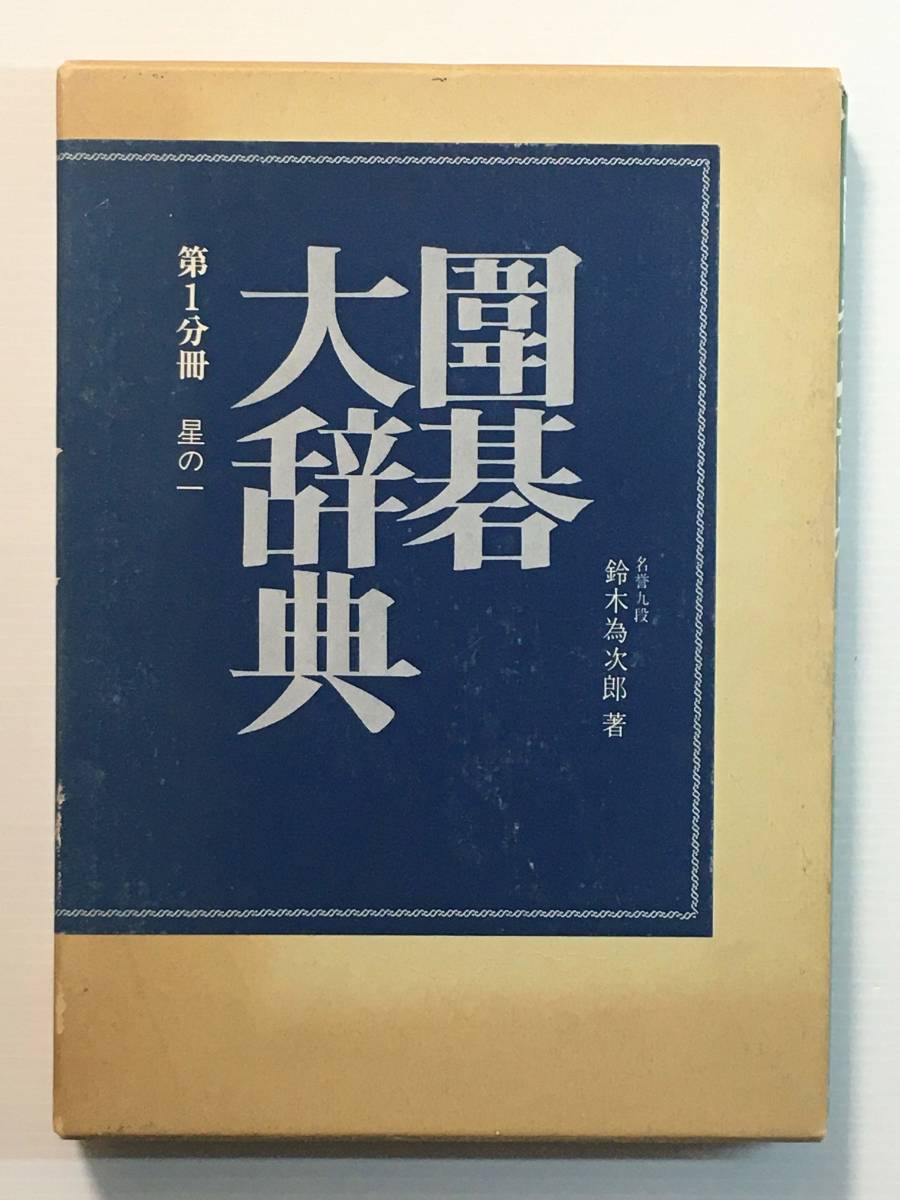 名誉九段
鈴木為次郎 著
圍碁
大辞典
第1分冊 星の一